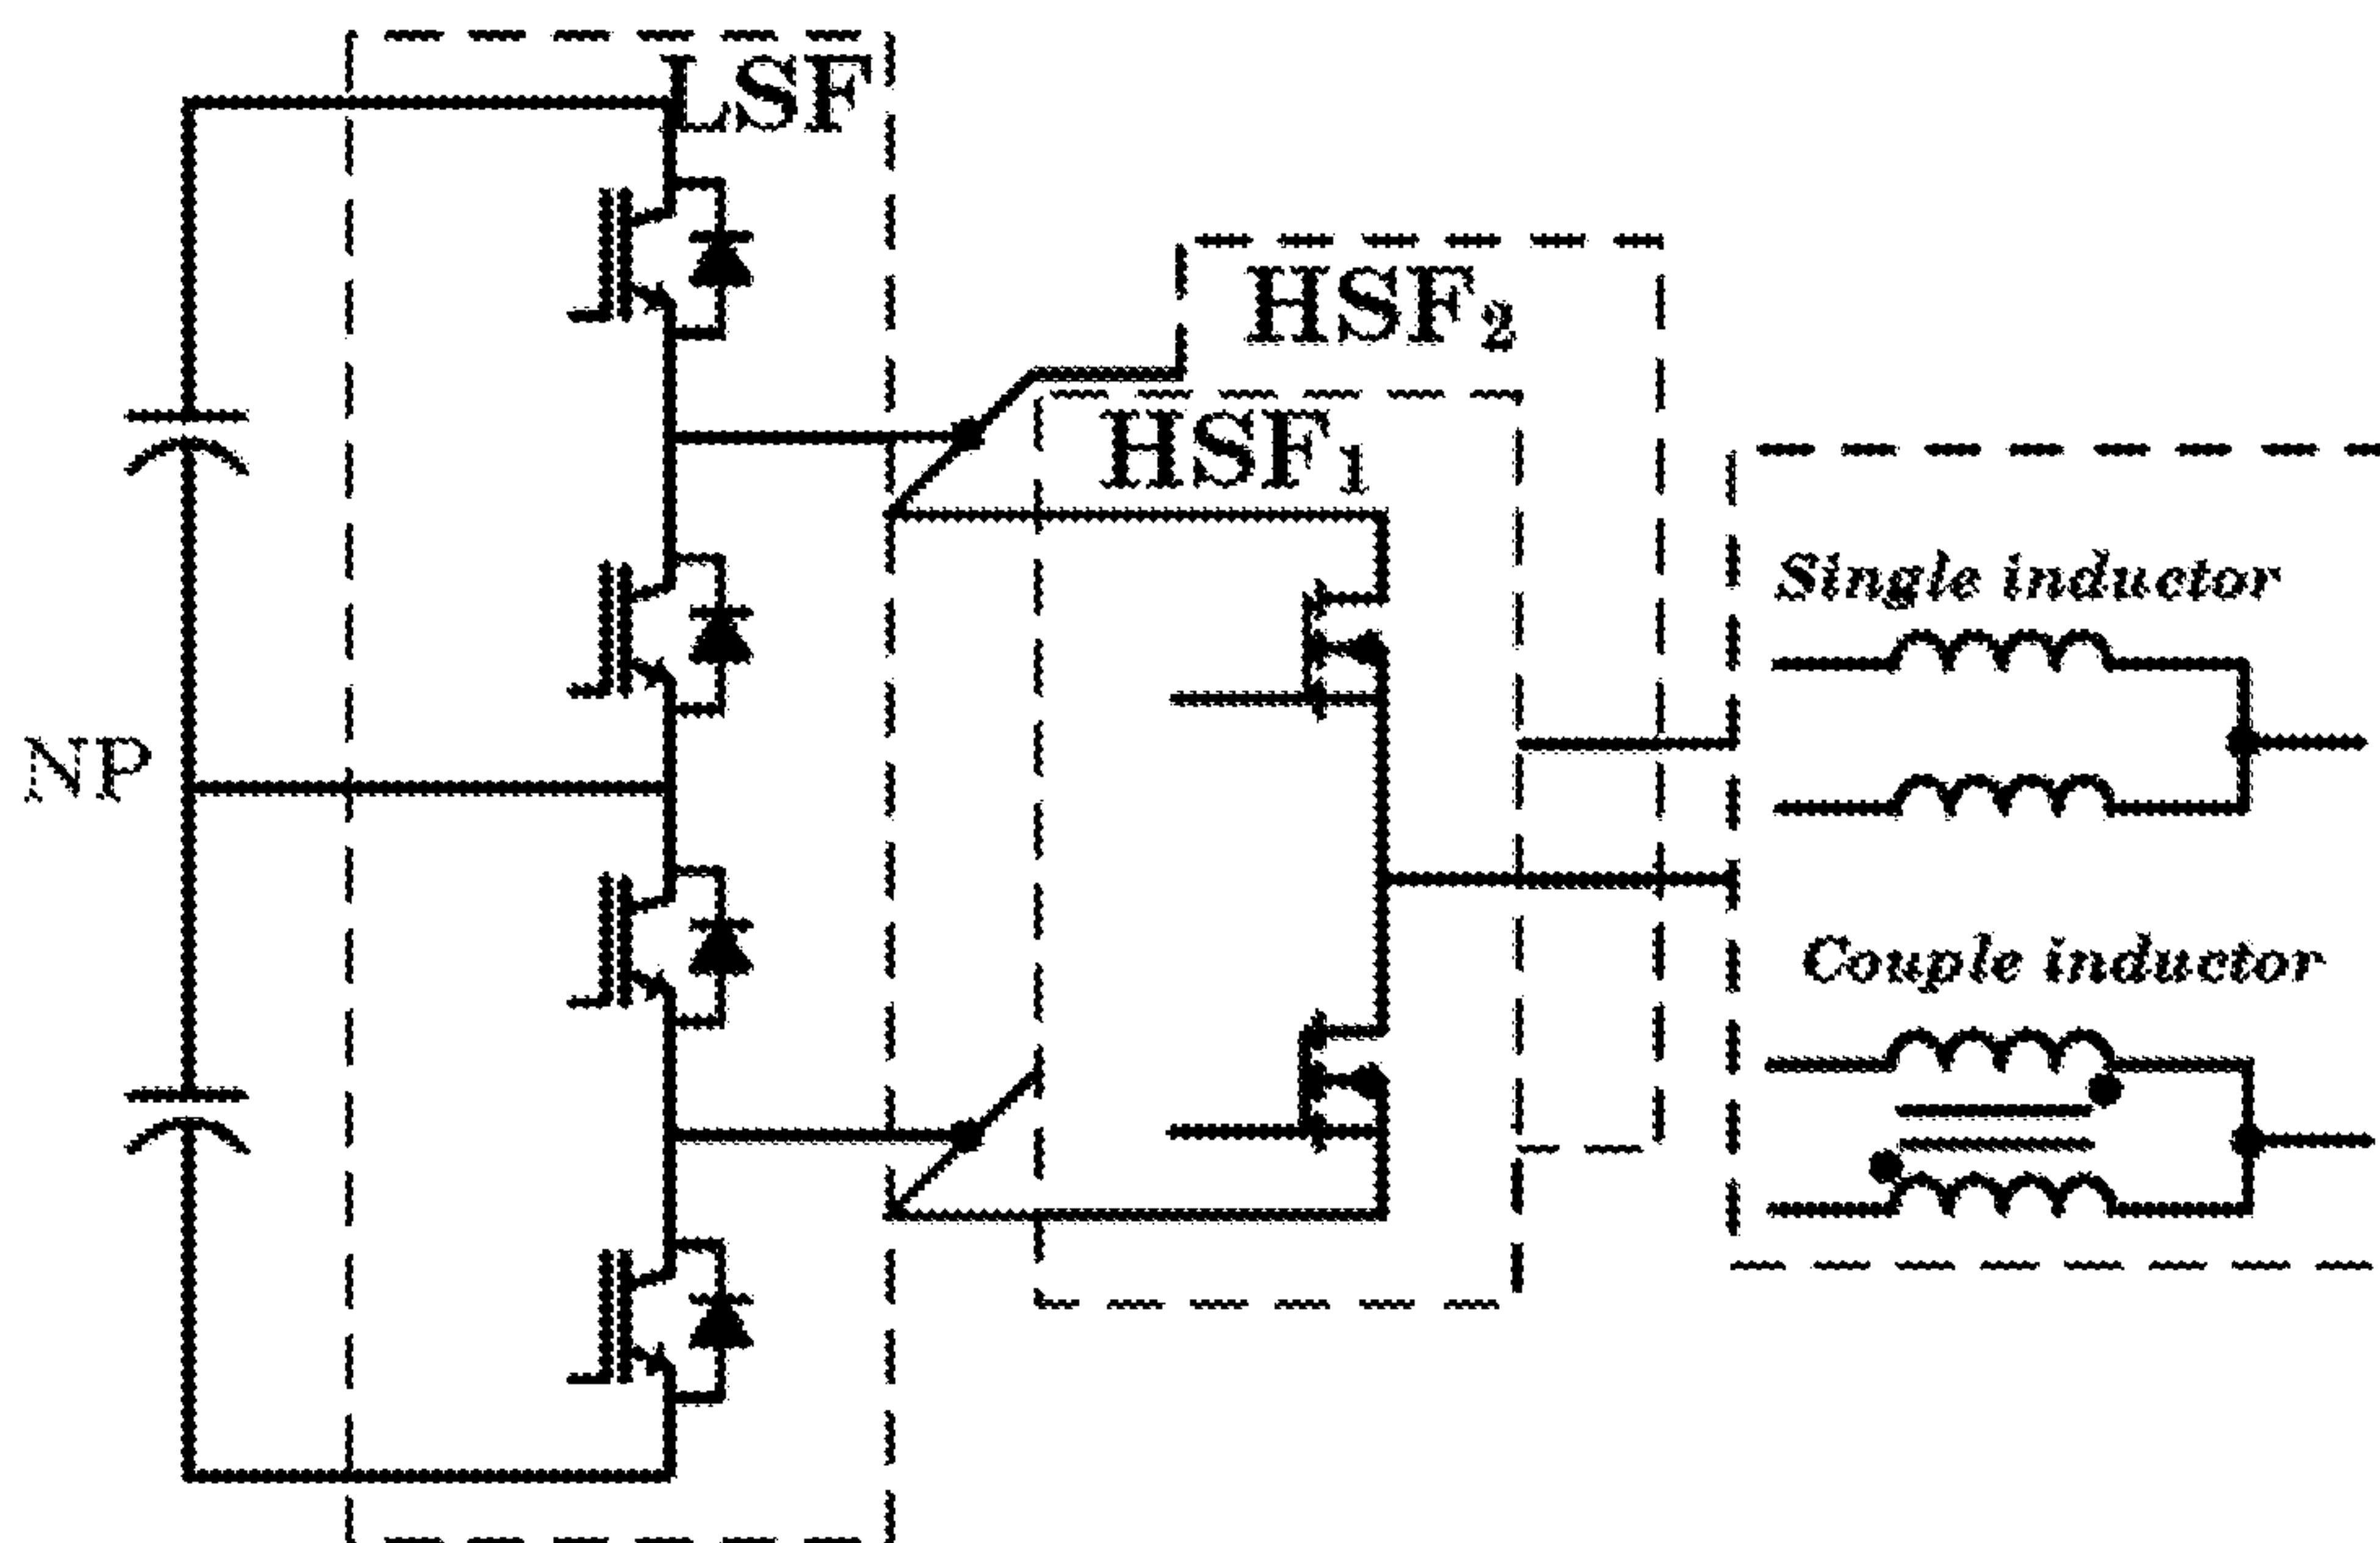 LSF
HSF₂
HSF₁
Single inductor
NP
Couple inductor